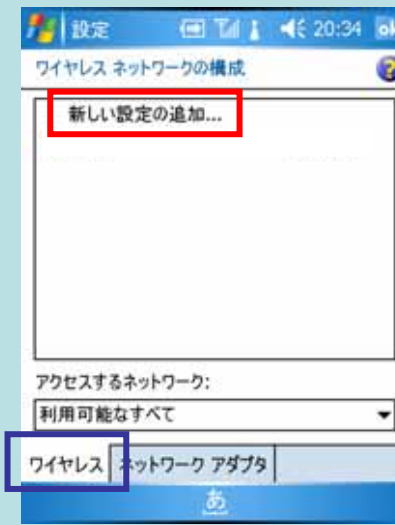 設定 20:34 ok
ワイヤレス ネットワークの構成
新しい設定の追加...
アクセスするネットワーク:
利用可能なすべて
ワイヤレス ネットワーク アダプタ
あ